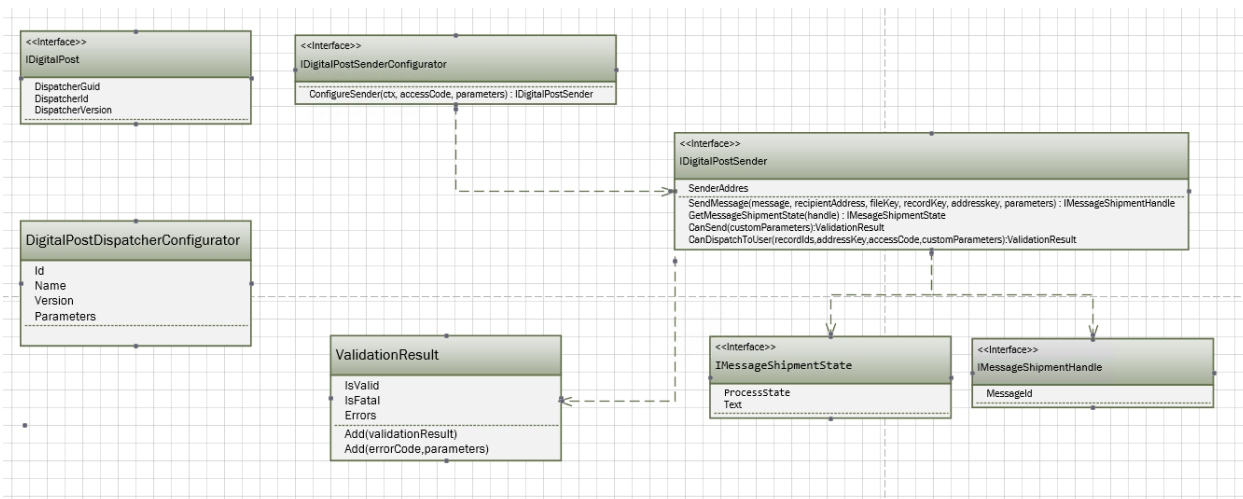 <<Interface>>
IDigitalPost
DispatcherGuid
DispatcherId
DispatcherVersion
<<Interface>>
IDigitalPostSenderConfigurator
ConfigureSender(ctx, accessCode, parameters) : IDigitalPostSender
<<Interface>>
IDigitalPostSender
SenderAddres
SendMessage(message, recipientAddress, fileKey, recordKey, addresskey, parameters) : IMessageShipmentHandle
GetMessageShipmentState(handle) : IMesageShipmentState
CanSend(customParameters):ValidationResult
CanDispatchToUser(recordIds,addressKey,accessCode,customParameters):ValidationResult
DigitalPostDispatcherConfigurator
Id
Name
Version
Parameters
ValidationResult
IsValid
IsFatal
Errors
Add(validationResult)
Add(errorCode,parameters)
<<Interface>>
IMessageShipmentState
ProcessState
Text
<<Interface>>
IMessageShipmentHandle
MessageId